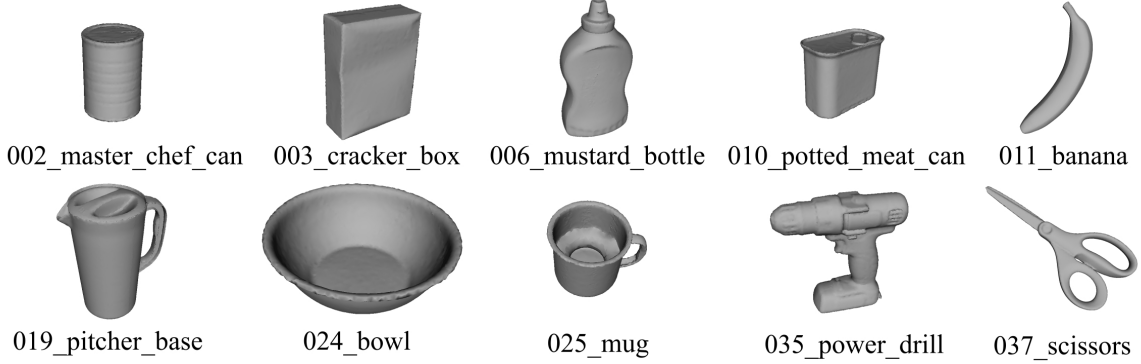 002_master_chef_can 003_cracker_box 006_mustard_bottle 010_potted_meat_can 011_banana
019_pitcher_base 024_bowl 025_mug 035_power_drill 037_scissors